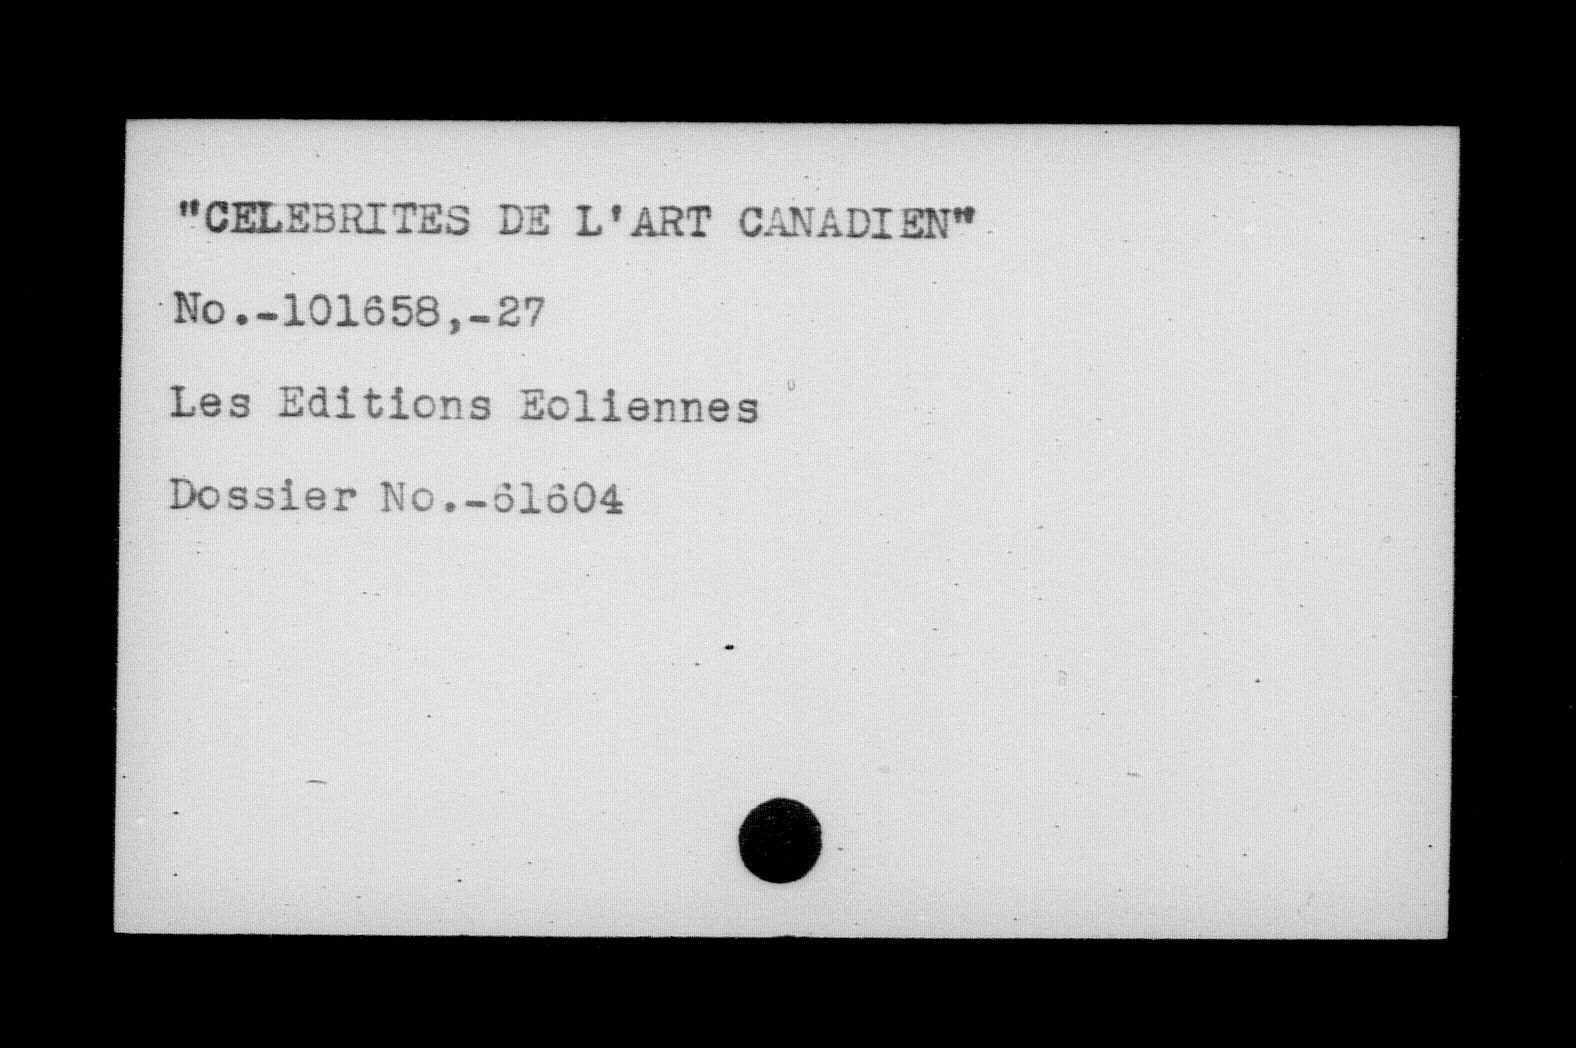 "CELEBRITES DE L'ART CANADIEN"
No.-101658,-27
Les Editions Eoliennes
Dossier No.-61604